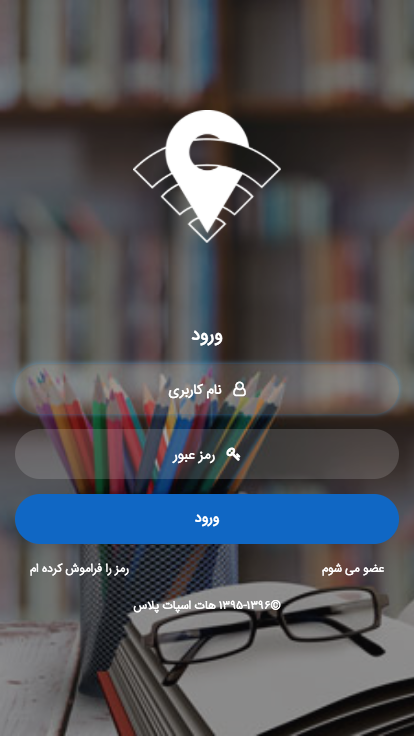 ورود
نام کاربری
رمز عبور
ورود
عضو می شوم
رمز را فراموش کرده ام
©۱۳۹۵-۱۳۹۶ هات اسپات پلاس